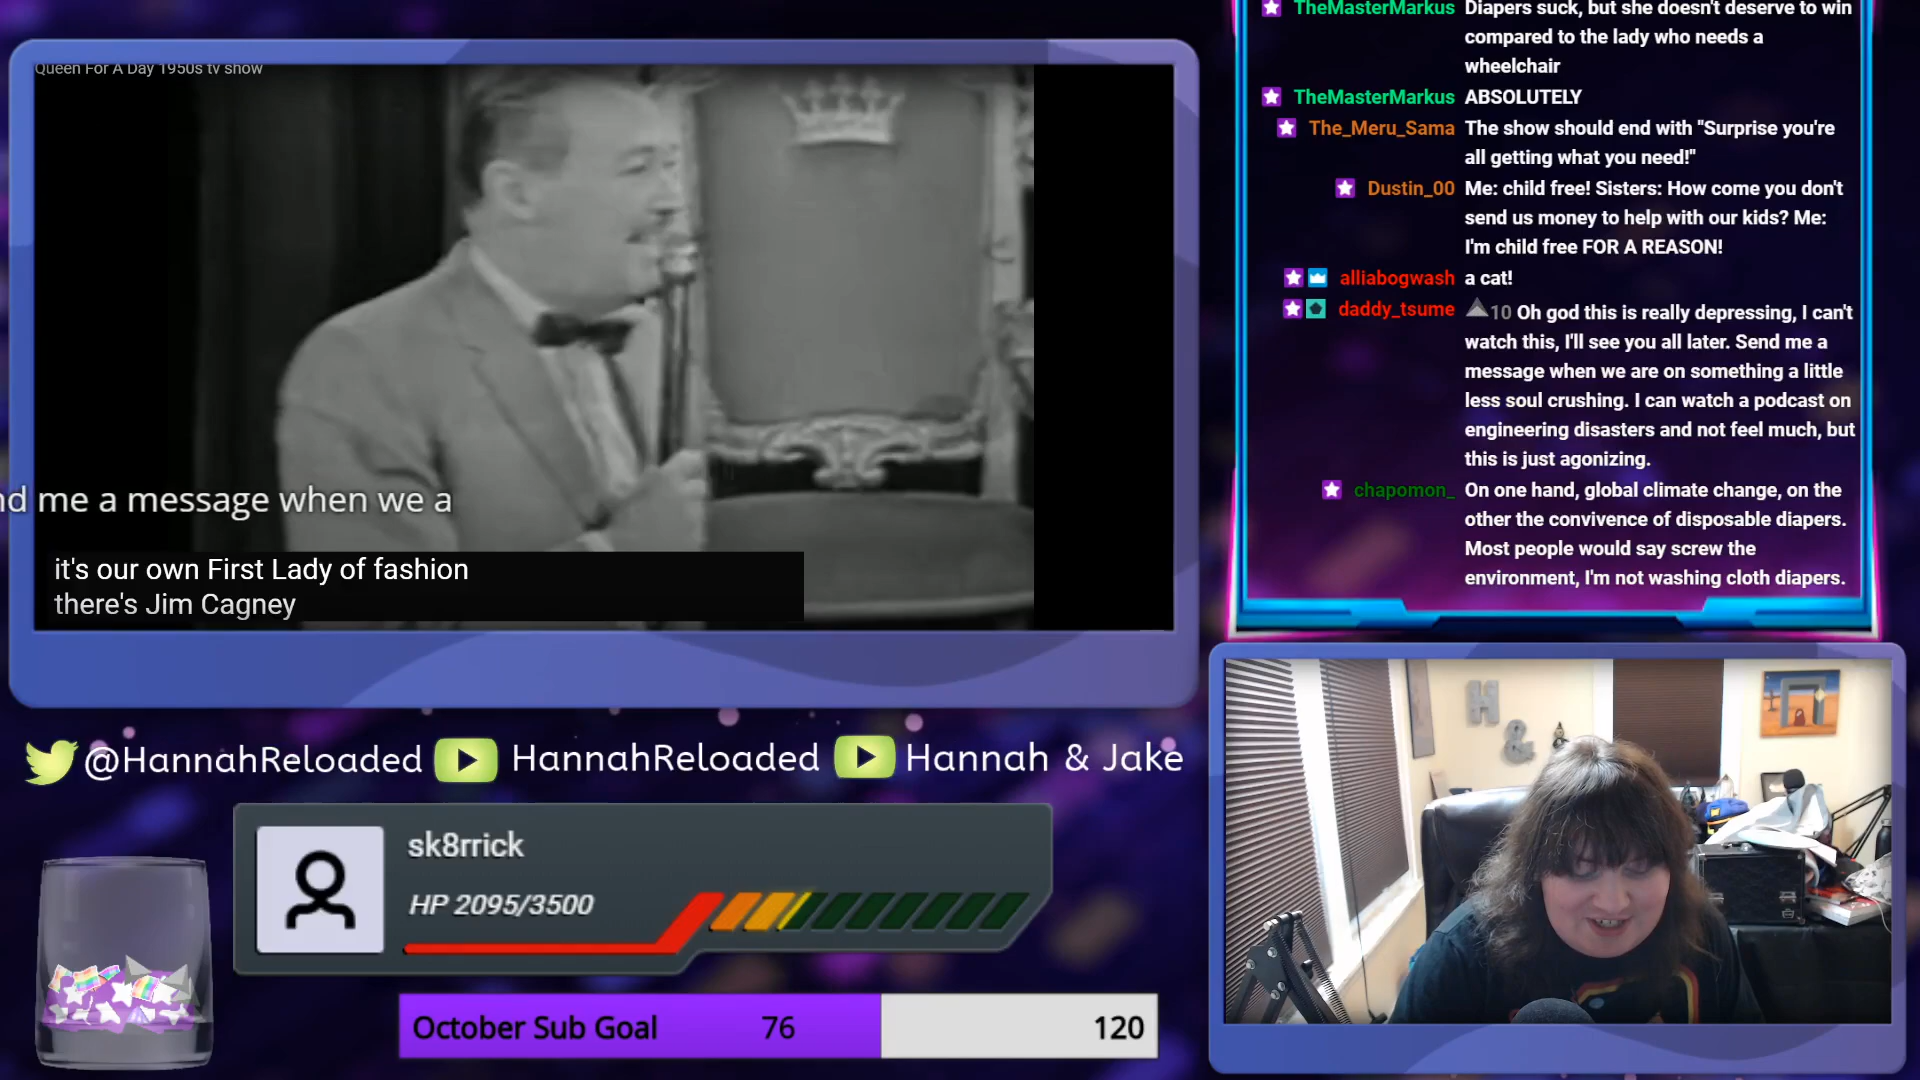 Queen For A Day 1950s tv show
nd me a message when we a
it's our own First Lady of fashion
there's Jim Cagney
TheMasterMarkus Diapers suck, but she doesn't deserve to win
compared to the lady who needs a
wheelchair
TheMasterMarkus ABSOLUTELY
The_Meru_Sama The show should end with "Surprise you're
all getting what you need!"
Dustin_00 Me: child free! Sisters: How come you don't
send us money to help with our kids? Me:
I'm child free FOR A REASON!
alliabogwash a cat!
daddy_tsume 10 Oh god this is really depressing, I can't
watch this, I'll see you all later. Send me a
message when we are on something a little
less soul crushing. I can watch a podcast on
engineering disasters and not feel much, but
this is just agonizing.
chapomon_ On one hand, global climate change, on the
other the convivence of disposable diapers.
Most people would say screw the
environment, I'm not washing cloth diapers.
@HannahReloaded HannahReloaded Hannah & Jake
sk8rrick
HP 2095/3500
October Sub Goal 76 120
H
&